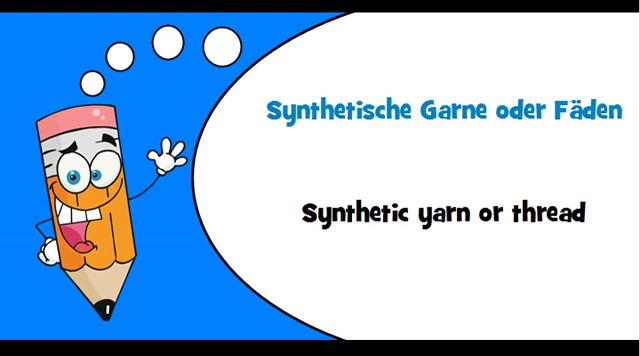 Synthetische Garne oder Fäden
Synthetic yarn or thread